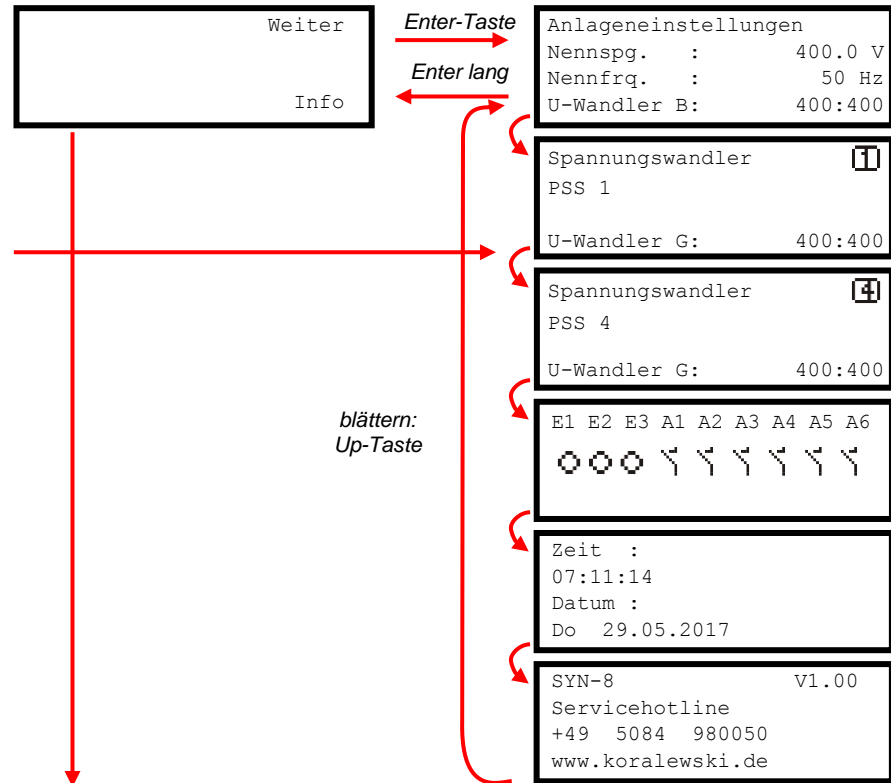 Weiter
Info
Enter-Taste
Enter lang
Anlageneinstellungen
Nennspg. : 400.0 V
Nennfrq. : 50 Hz
U-Wandler B: 400:400
Spannungswandler 1
PSS 1
U-Wandler G: 400:400
Spannungswandler 4
PSS 4
U-Wandler G: 400:400
blättern:
Up-Taste
E1 E2 E3 A1 A2 A3 A4 A5 A6
Zeit :
07:11:14
Datum :
Do 29.05.2017
SYN-8 V1.00
Servicehotline
+49 5084 980050
www.koralewski.de